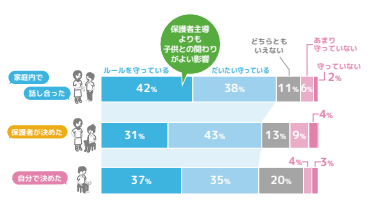 保護者主導
よりも
子供との関わり
がよい影響
ルールを守っている
だいたい守っている
どちらとも
いえない
あまり
守っていない
守っていない
家庭内で
話し合った
42%
38%
11%
6%
2%
保護者が決めた
31%
43%
13%
9%
4%
自分で決めた
37%
35%
20%
4%
3%